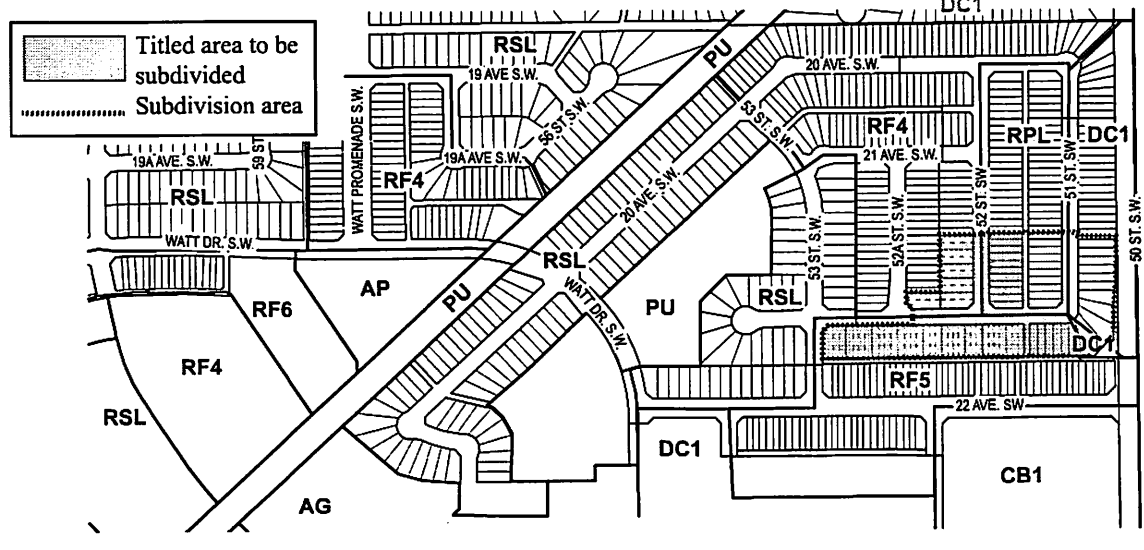 DC1
Titled area to be
subdivided
Subdivision area
RSL
PU
19 AVE S.W.
20 AVE. S.W.
56 ST. S.W.
53 ST. S.W.
WATT PROMENADE S.W.
59 ST
RF4
RPL
DC1
19A AVE. S.W.
19A AVE S.W.
21 AVE. S.W.
RF4
RSL
20 AVE. S.W.
52 ST. SW
51 ST. SW
50 ST. S.W.
WATT DR. S.W.
RSL
53 ST. S.W.
52A ST. S.W.
AP
PU
RF6
WATT DR. S.W.
PU
RSL
RF4
DC1
RF5
RSL
22 AVE. SW
DC1
CB1
AG